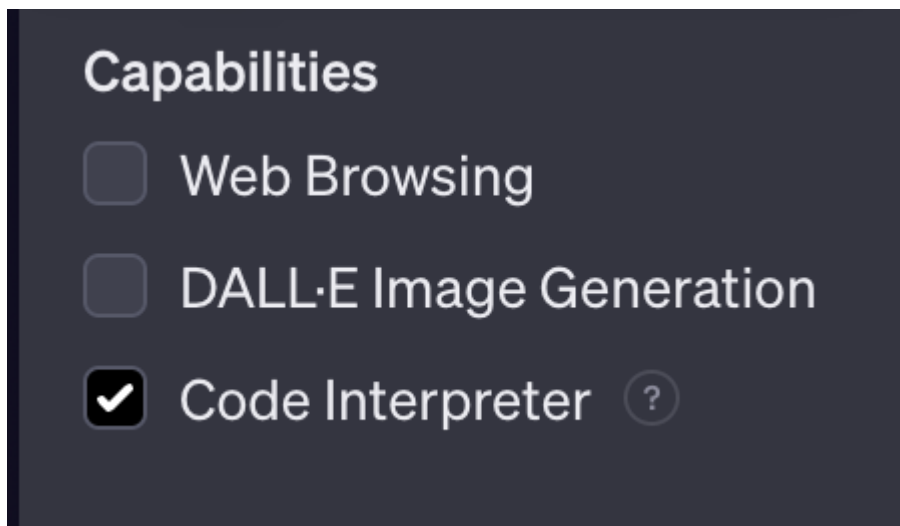 Capabilities
Web Browsing
DALL·E Image Generation
Code Interpreter ?